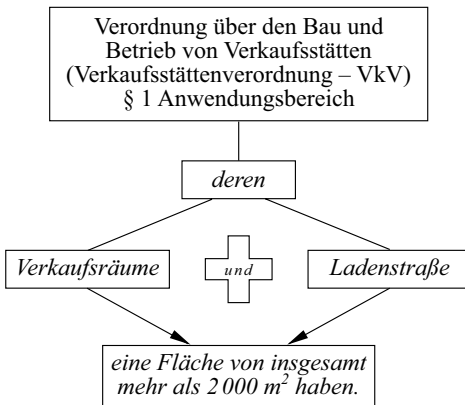 Verordnung über den Bau und
Betrieb von Verkaufsstätten
(Verkaufsstättenverordnung – VkV)
§ 1 Anwendungsbereich
deren
Verkaufsräume
und
Ladenstraße
eine Fläche von insgesamt
mehr als 2 000 m² haben.